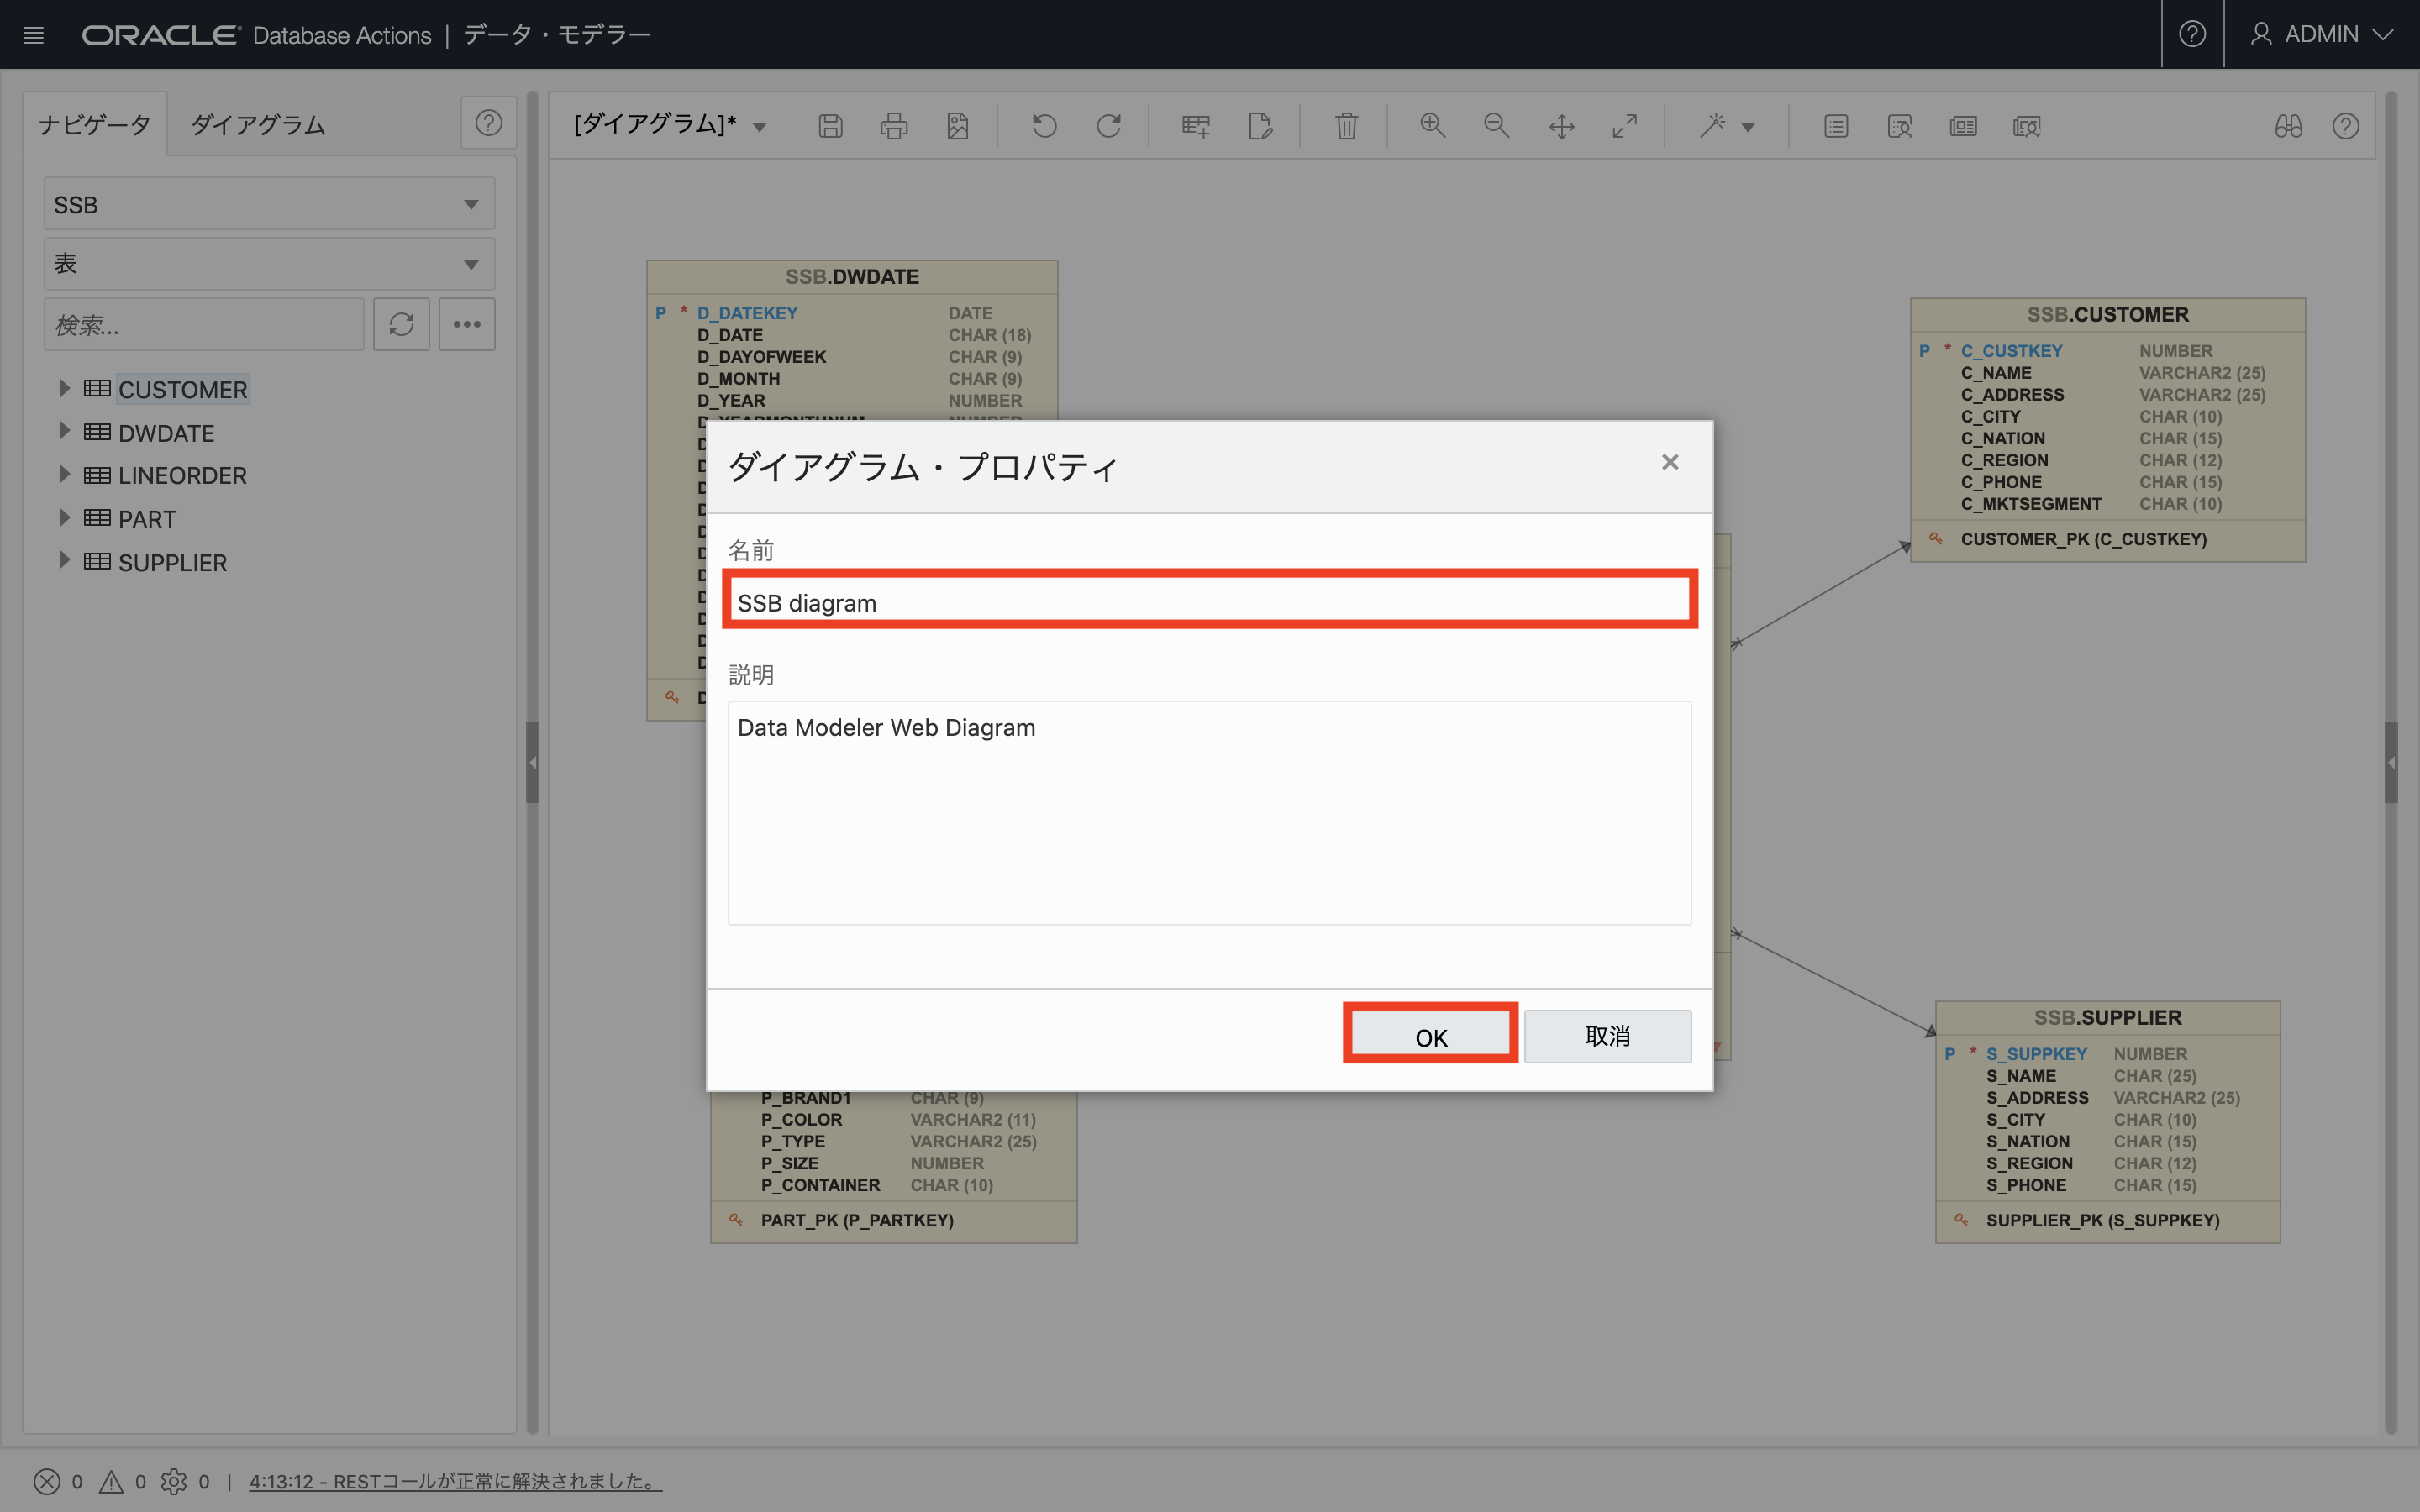 ORACLE Database Actions | データ・モデラー
ADMIN
ナビゲータ
ダイアグラム
[ダイアグラム]*
SSB
表
検索...
CUSTOMER
DWDATE
LINEORDER
PART
SUPPLIER
SSB.DWDATE
P * D_DATEKEY DATE
D_DATE CHAR (18)
D_DAYOFWEEK CHAR (9)
D_MONTH CHAR (9)
D_YEAR NUMBER
SSB.CUSTOMER
P * C_CUSTKEY NUMBER
C_NAME VARCHAR2 (25)
C_ADDRESS VARCHAR2 (25)
C_CITY CHAR (10)
C_NATION CHAR (15)
C_REGION CHAR (12)
C_PHONE CHAR (15)
C_MKTSEGMENT CHAR (10)
CUSTOMER_PK (C_CUSTKEY)
ダイアグラム・プロパティ
名前
SSB diagram
説明
Data Modeler Web Diagram
OK
取消
P_BRAND1 CHAR (9)
P_COLOR VARCHAR2 (11)
P_TYPE VARCHAR2 (25)
P_SIZE NUMBER
P_CONTAINER CHAR (10)
PART_PK (P_PARTKEY)
SSB.SUPPLIER
P * S_SUPPKEY NUMBER
S_NAME CHAR (25)
S_ADDRESS VARCHAR2 (25)
S_CITY CHAR (10)
S_NATION CHAR (15)
S_REGION CHAR (12)
S_PHONE CHAR (15)
SUPPLIER_PK (S_SUPPKEY)
0 0 0 | 4:13:12 - RESTコールが正常に解決されました。